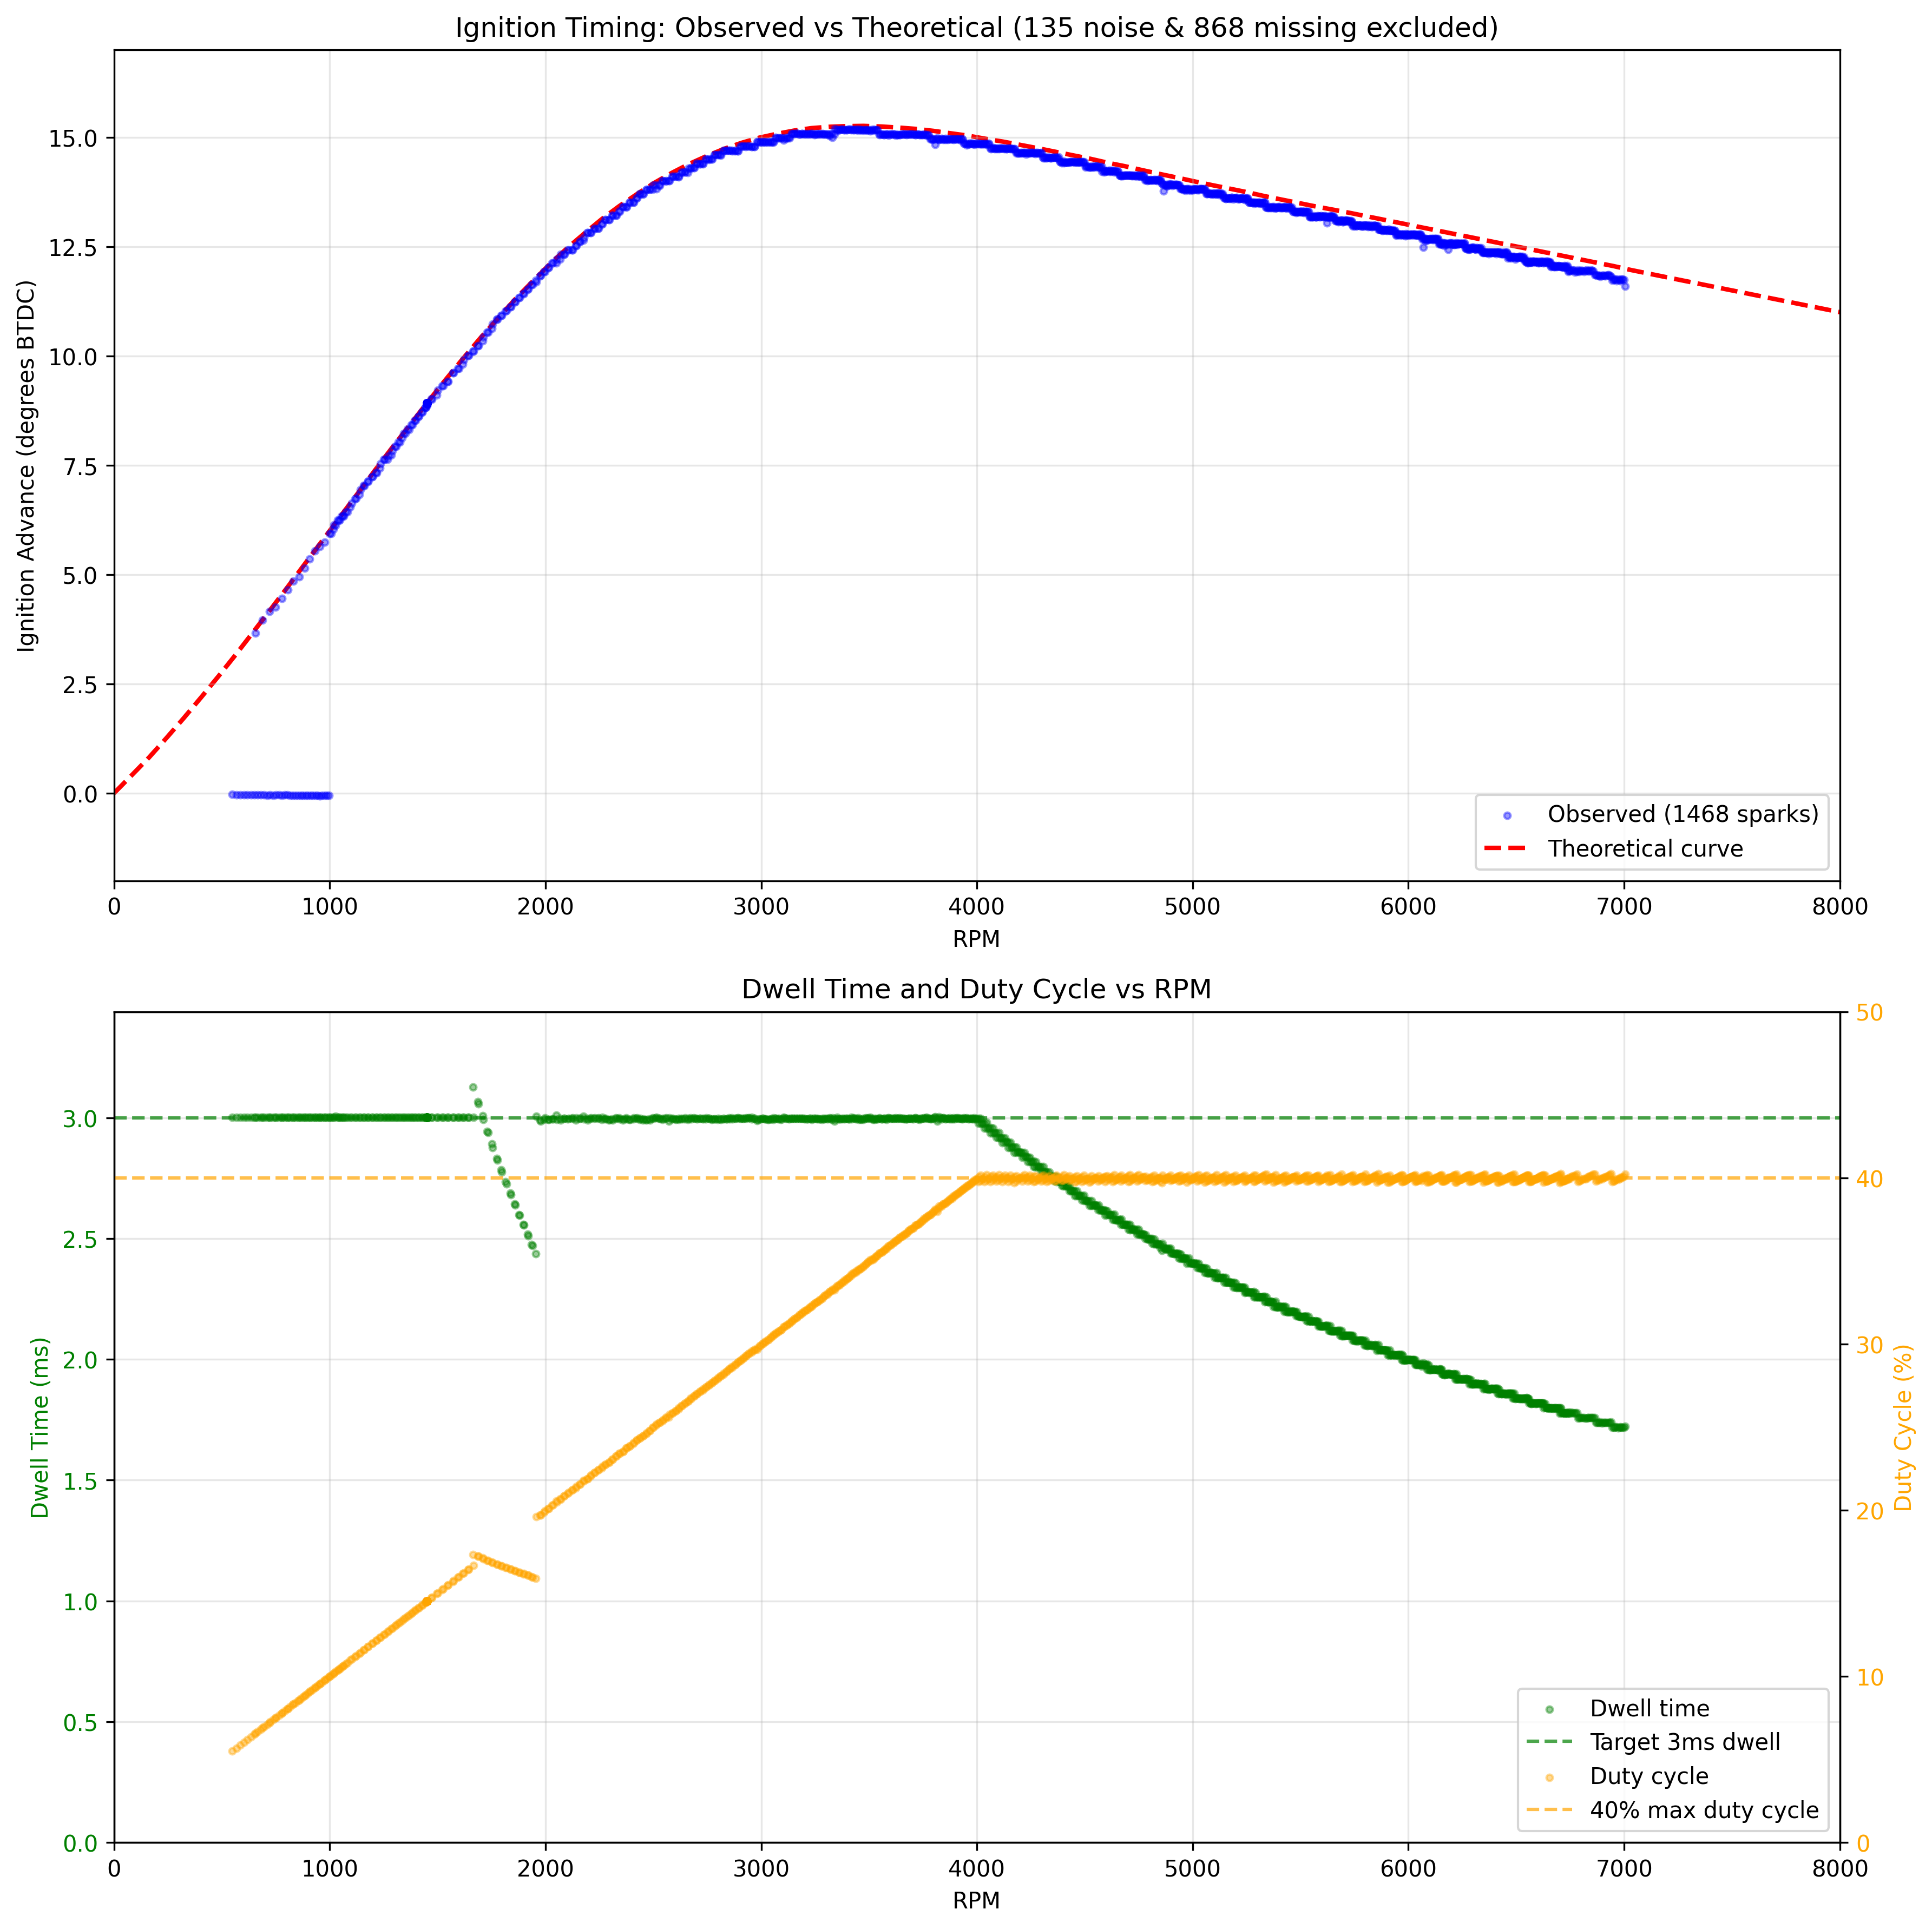 Ignition Timing: Observed vs Theoretical (135 noise & 868 missing excluded)
Ignition Advance (degrees BTDC)
15.0
12.5
10.0
7.5
5.0
2.5
0.0
Observed (1468 sparks)
Theoretical curve
0 1000 2000 3000 4000 5000 6000 7000 8000
RPM
Dwell Time and Duty Cycle vs RPM
Dwell Time (ms)
3.0
2.5
2.0
1.5
1.0
0.5
0.0
50
40
30
20
10
0
Duty Cycle (%)
Dwell time
Target 3ms dwell
Duty cycle
40% max duty cycle
0 1000 2000 3000 4000 5000 6000 7000 8000
RPM